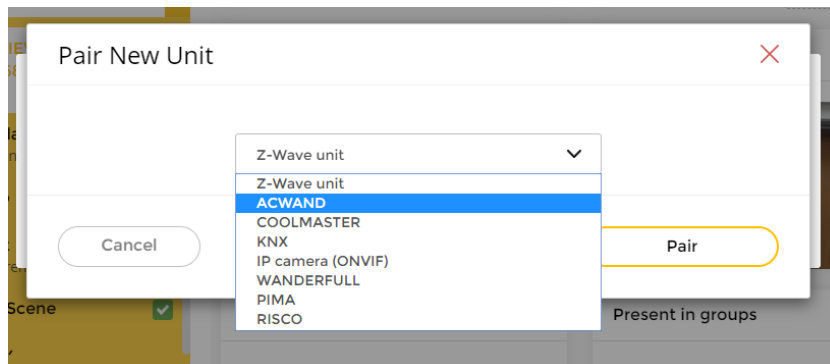 Pair New Unit
Z-Wave unit
Z-Wave unit
ACWAND
COOLMASTER
KNX
IP camera (ONVIF)
WANDERFULL
PIMA
RISCO
Cancel
Pair
Scene
Present in groups